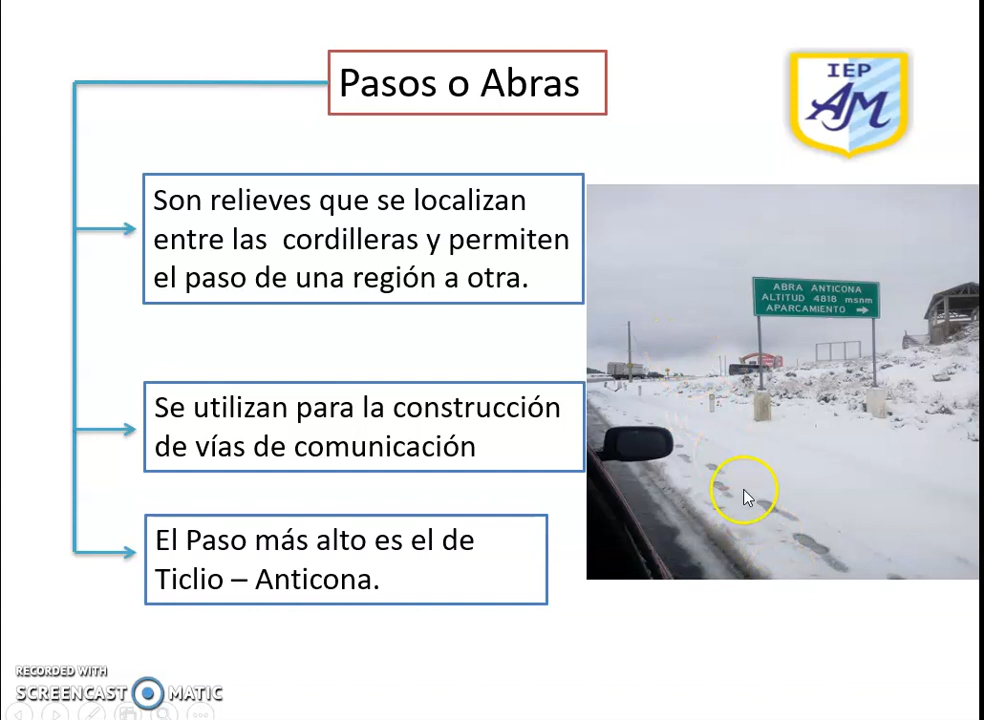 Pasos o Abras
IEP
AM
Son relieves que se localizan
entre las cordilleras y permiten
el paso de una región a otra.
ABRA ANTICONA
ALTITUD 4818 msnm
APARCAMIENTO
Se utilizan para la construcción
de vías de comunicación
El Paso más alto es el de
Ticlio – Anticona.
RECORDED WITH
SCREENCAST MATIC